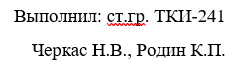 Выполнил: ст.гр. ТКИ-241
Черкас Н.В., Родин К.П.